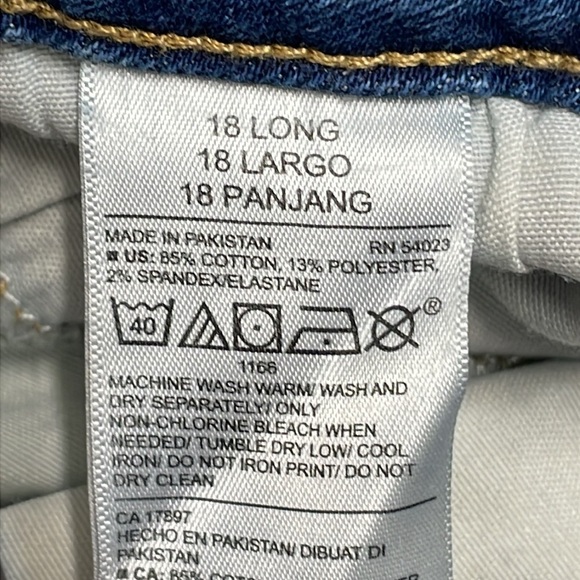 18 LONG
18 LARGO
18 PANJANG
MADE IN PAKISTAN RN 54023
US: 85% COTTON, 13% POLYESTER,
2% SPANDEX/ELASTANE
40 ®
1166
MACHINE WASH WARM/ WASH AND
DRY SEPARATELY/ ONLY
NON-CHLORINE BLEACH WHEN
NEEDED/ TUMBLE DRY LOW/ COOL
IRON/ DO NOT IRON PRINT/ DO NOT
DRY CLEAN
CA 17897
HECHO EN PAKISTAN/ DIBUAT DI
PAKISTAN
CA: